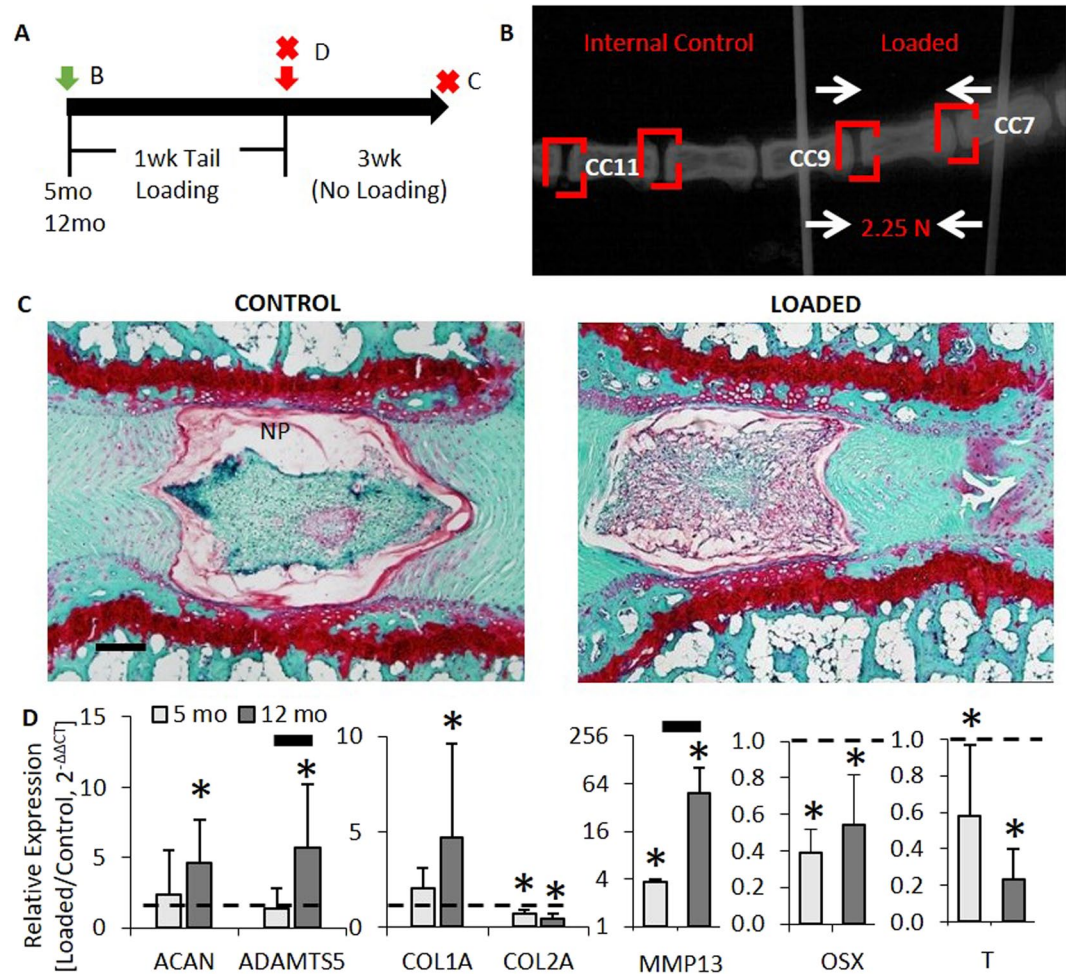 A
B
D
C
1wk Tail
Loading
3wk
(No Loading)
5mo
12mo
B
Internal Control
Loaded
CC11
CC9
CC7
2.25 N
C
CONTROL
LOADED
NP
D
Relative Expression
[Loaded/Control, 2^-ΔΔCT]
5 mo
12 mo
15
10
5
0
*
*
ACAN
ADAMTS5
10
5
0
*
*
*
COL1A
COL2A
256
64
16
4
1
*
*
MMP13
1.0
0.8
0.6
0.4
0.2
0.0
*
*
OSX
1.0
0.8
0.6
0.4
0.2
0.0
*
*
T